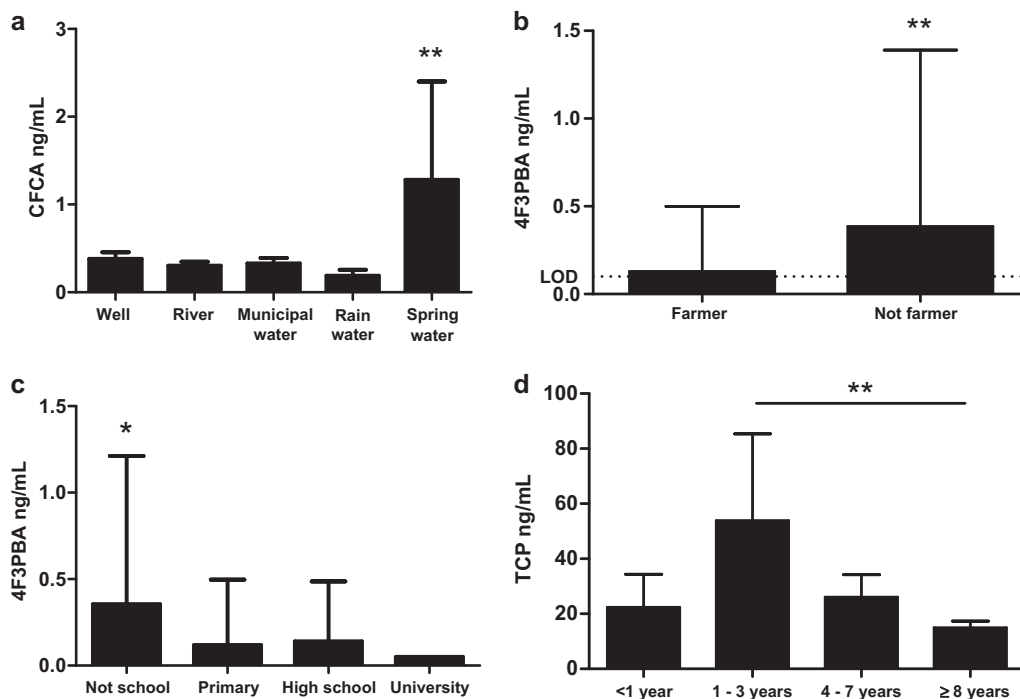 a
3
**
2
1
0
CFCA ng/mL
Well
River
Municipal
water
Rain
water
Spring
water
b
1.5
**
1.0
0.5
LOD
0.0
4F3PBA ng/mL
Farmer
Not farmer
c
1.5
*
1.0
0.5
0.0
4F3PBA ng/mL
Not school
Primary
High school
University
d
100
**
80
60
40
20
0
TCP ng/mL
<1 year
1 - 3 years
4 - 7 years
≥ 8 years